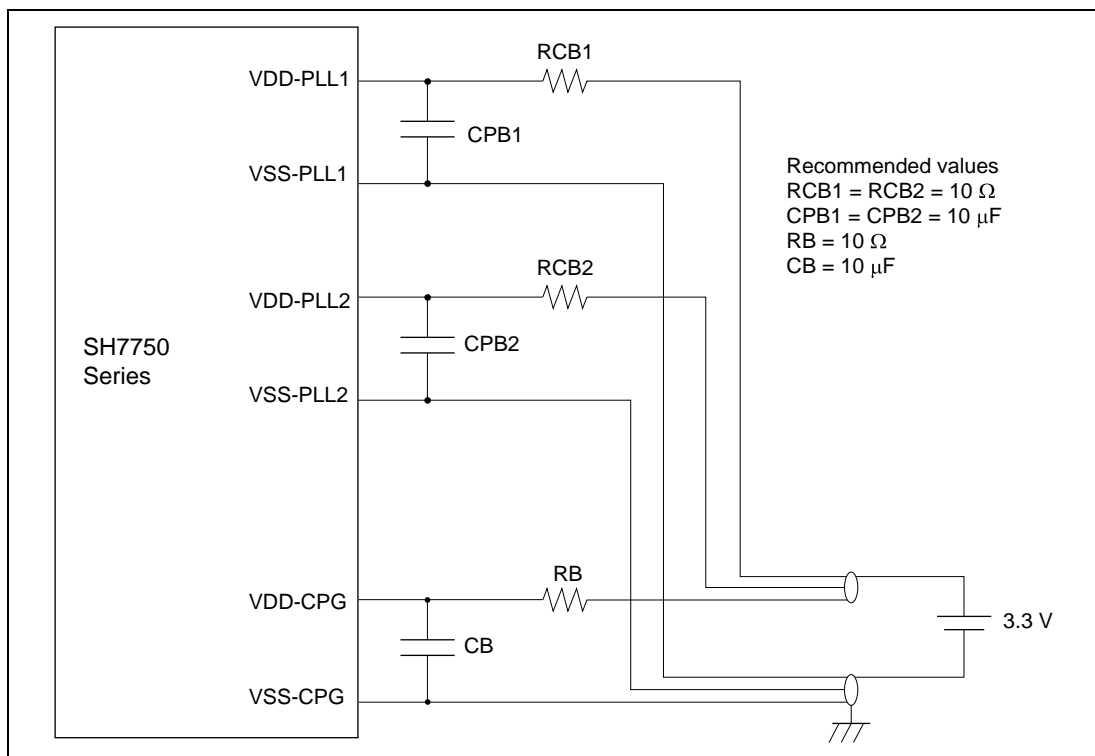 RCB1
VDD-PLL1
CPB1
VSS-PLL1
Recommended values
RCB1 = RCB2 = 10 Ω
CPB1 = CPB2 = 10 μF
RB = 10 Ω
CB = 10 μF
RCB2
VDD-PLL2
CPB2
SH7750
Series
VSS-PLL2
RB
VDD-CPG
3.3 V
CB
VSS-CPG